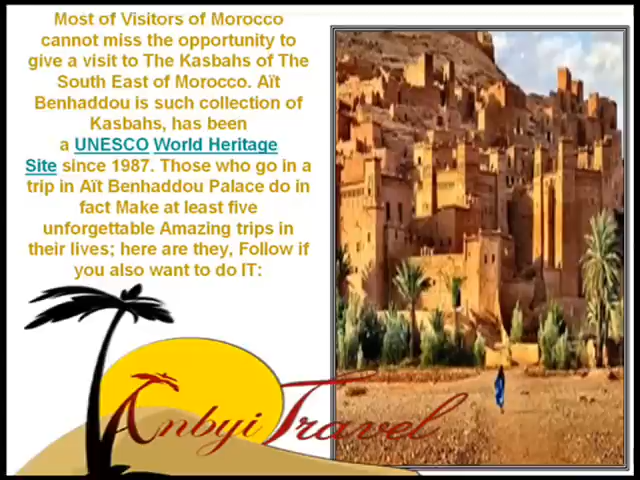 Most of Visitors of Morocco
cannot miss the opportunity to
give a visit to The Kasbahs of The
South East of Morocco. Aït
Benhaddou is such collection of
Kasbahs, has been
a UNESCO World Heritage
Site since 1987. Those who go in a
trip in Aït Benhaddou Palace do in
fact Make at least five
unforgettable Amazing trips in
their lives; here are they, Follow if
you also want to do IT:
Anbyi Travel